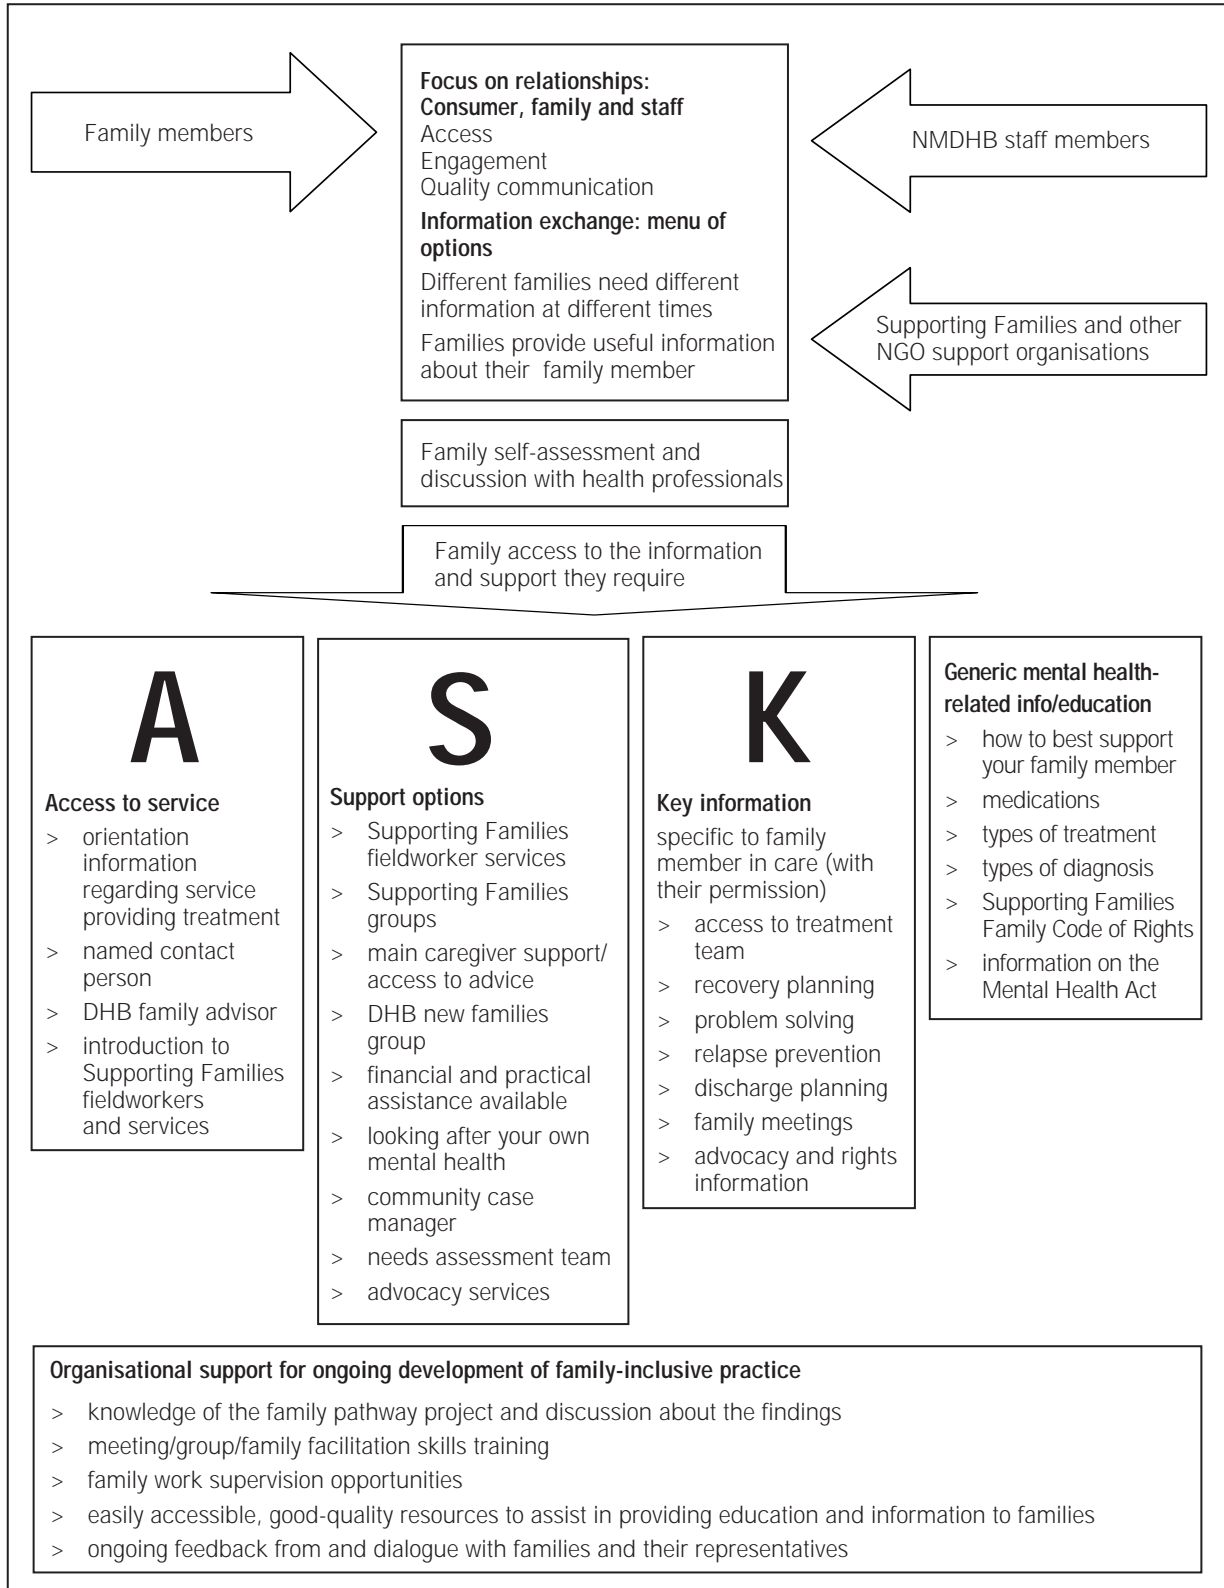 Family members
Focus on relationships:
Consumer, family and staff
Access
Engagement
Quality communication
Information exchange: menu of
options
Different families need different
information at different times
Families provide useful information
about their family member
NMDHB staff members
Supporting Families and other
NGO support organisations
Family self-assessment and
discussion with health professionals
Family access to the information
and support they require
A
Access to service
> orientation
information
regarding service
providing treatment
> named contact
person
> DHB family advisor
> introduction to
Supporting Families
fieldworkers
and services
S
Support options
> Supporting Families
fieldworker services
> Supporting Families
groups
> main caregiver support/
access to advice
> DHB new families
group
> financial and practical
assistance available
> looking after your own
mental health
> community case
manager
> needs assessment team
> advocacy services
K
Key information
specific to family
member in care (with
their permission)
> access to treatment
team
> recovery planning
> problem solving
> relapse prevention
> discharge planning
> family meetings
> advocacy and rights
information
Generic mental health-
related info/education
> how to best support
your family member
> medications
> types of treatment
> types of diagnosis
> Supporting Families
Family Code of Rights
> information on the
Mental Health Act
Organisational support for ongoing development of family-inclusive practice
> knowledge of the family pathway project and discussion about the findings
> meeting/group/family facilitation skills training
> family work supervision opportunities
> easily accessible, good-quality resources to assist in providing education and information to families
> ongoing feedback from and dialogue with families and their representatives